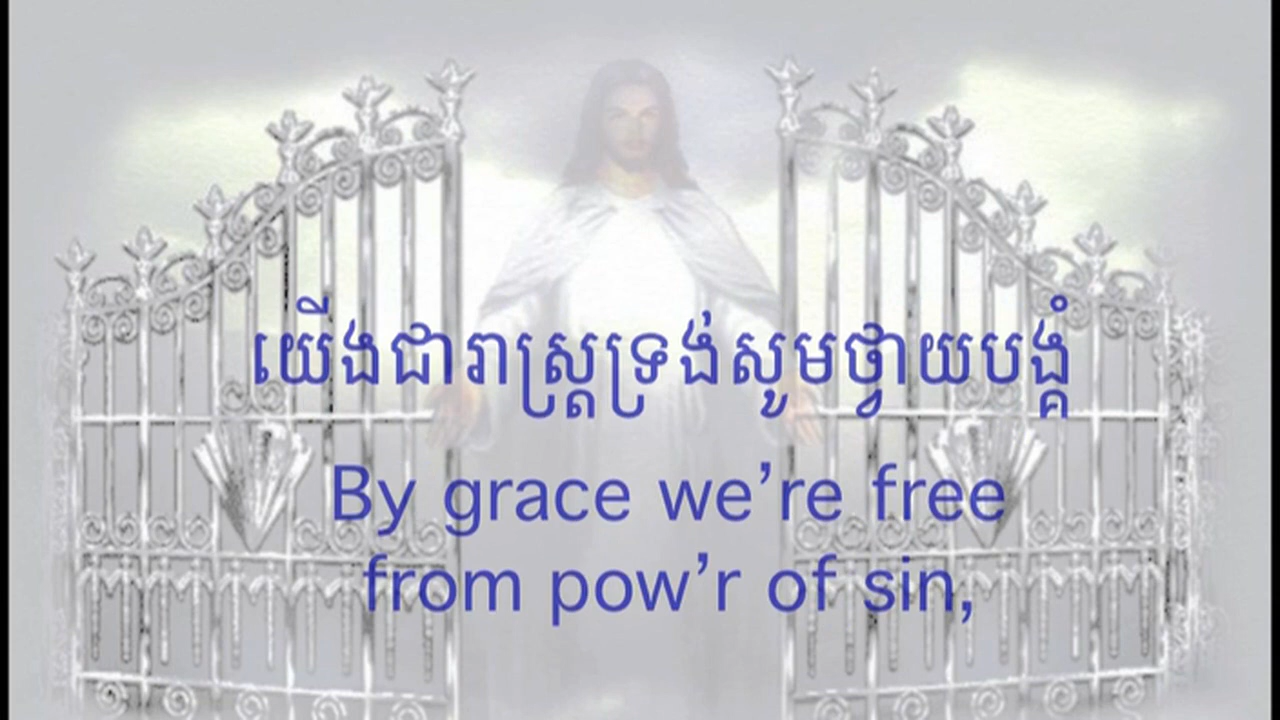 យើងជារាស្ត្រទ្រង់សូមថ្វាយបង្គំ
By grace we’re free
from pow’r of sin,